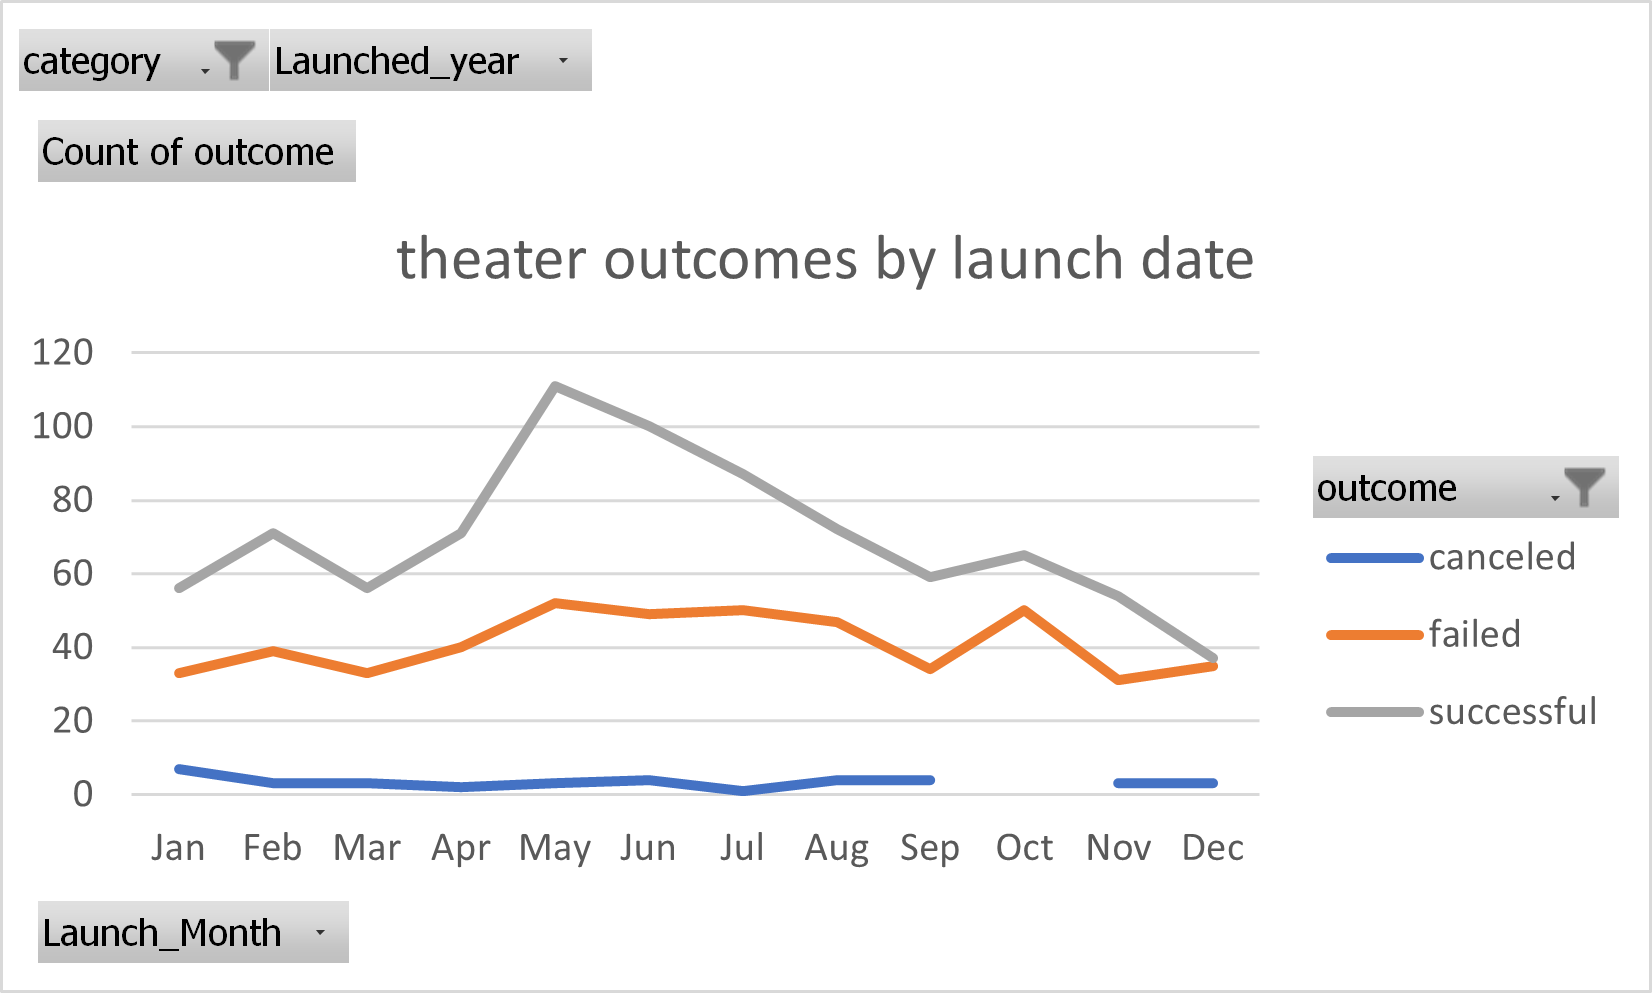 category Launched_year
Count of outcome
theater outcomes by launch date
120
100
80
60
40
20
0
Jan Feb Mar Apr May Jun Jul Aug Sep Oct Nov Dec
outcome
canceled
failed
successful
Launch_Month